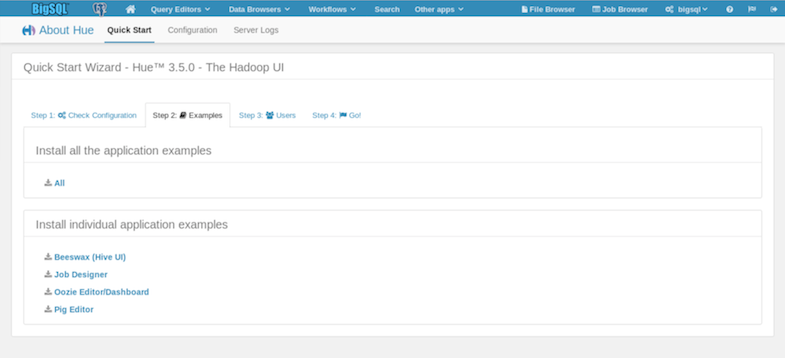 BigSQL Query Editors Data Browsers Workflows Search Other apps File Browser Job Browser bigsql
About Hue Quick Start Configuration Server Logs
Quick Start Wizard - Hue™ 3.5.0 - The Hadoop UI
Step 1: Check Configuration Step 2: Examples Step 3: Users Step 4: Go!
Install all the application examples
All
Install individual application examples
Beeswax (Hive UI)
Job Designer
Oozie Editor/Dashboard
Pig Editor